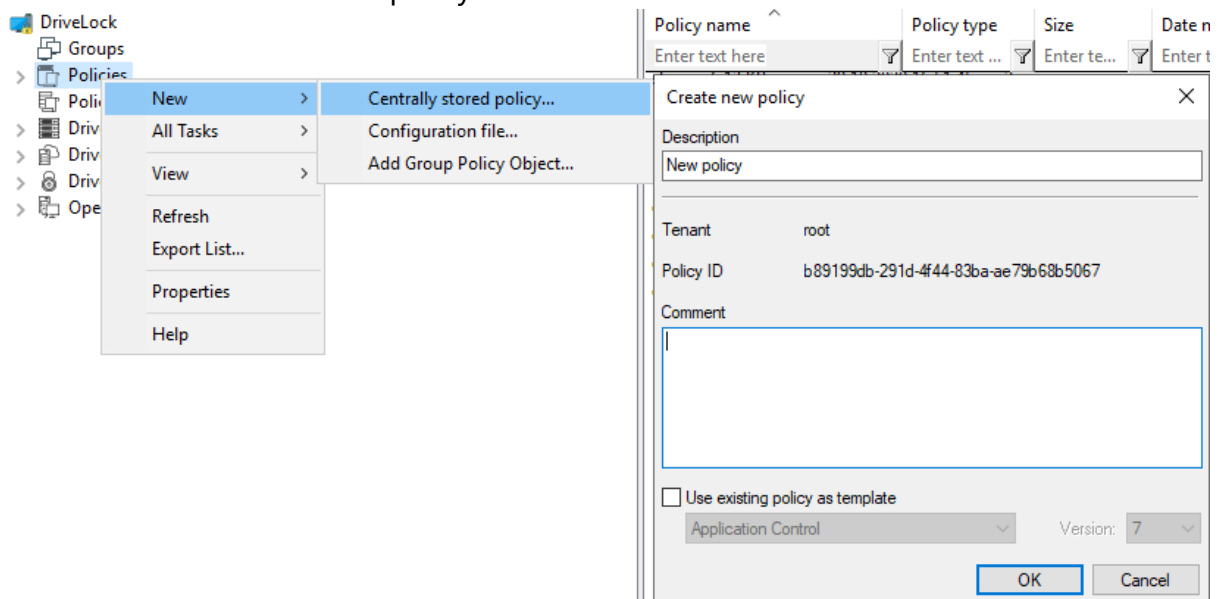 policy
DriveLock
Groups
Policies
Poli
Driv
Driv
Driv
Ope
New
All Tasks
View
Refresh
Export List...
Properties
Help
Centrally stored policy...
Configuration file...
Add Group Policy Object...
Policy name Policy type Size Date n
Enter text here Enter text ... Enter te... Enter t
Create new policy
Description
New policy
Tenant root
Policy ID b89199db-291d-4f44-83ba-ae79b68b5067
Comment
Use existing policy as template
Application Control Version: 7
OK Cancel